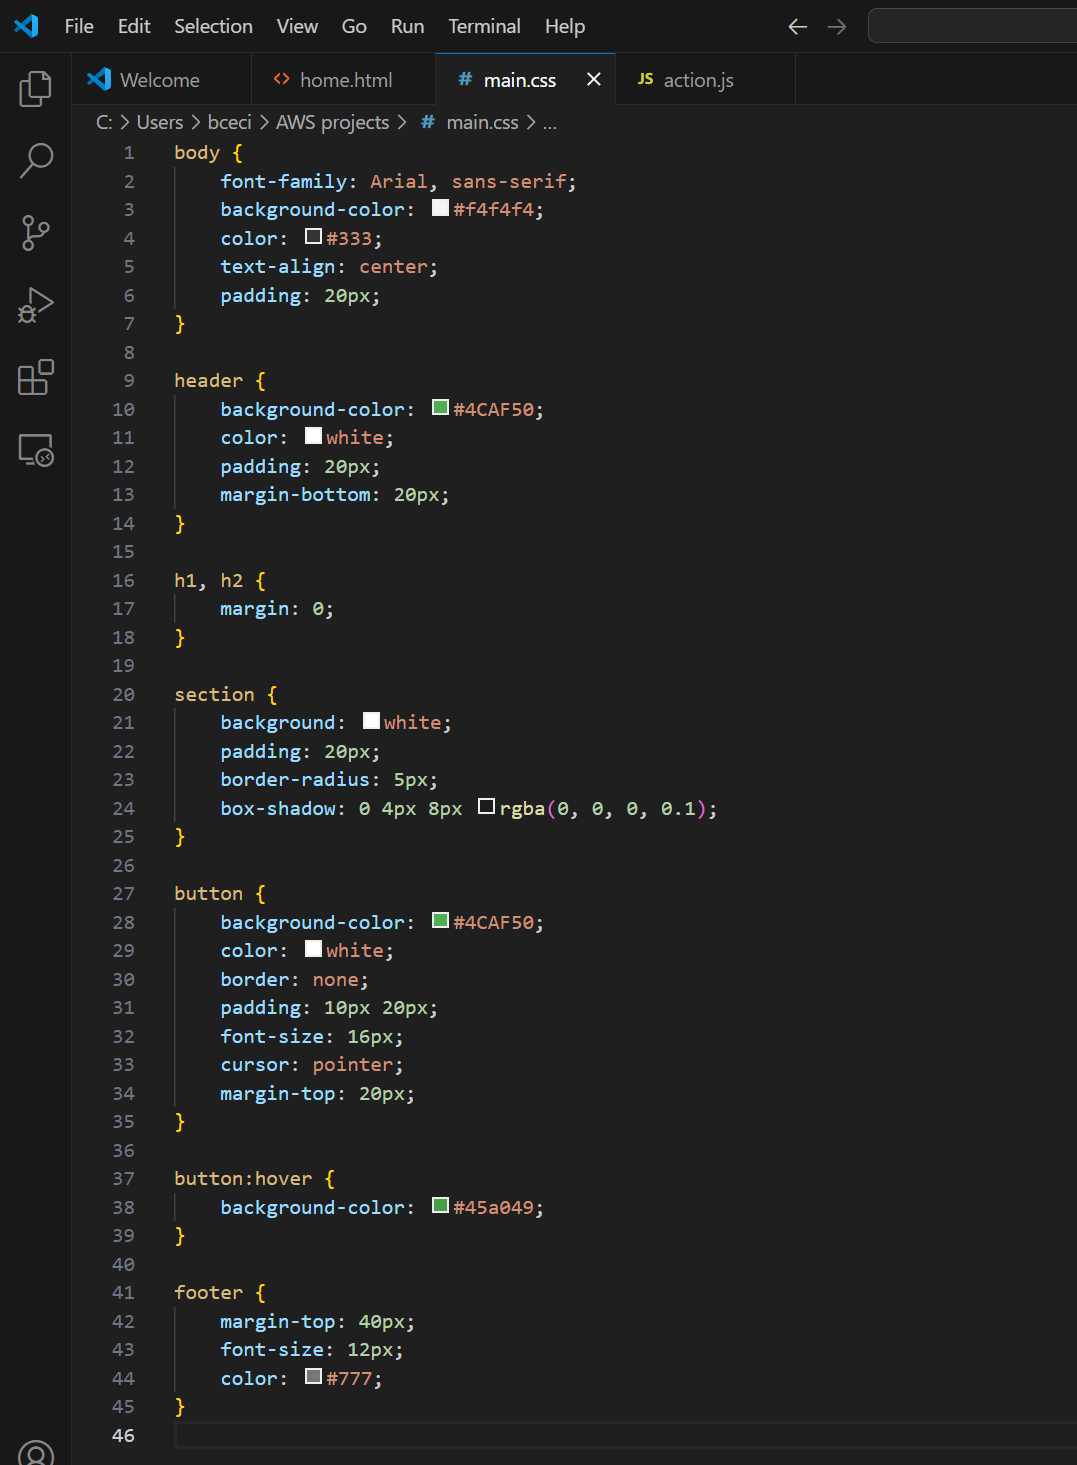 File Edit Selection View Go Run Terminal Help
Welcome home.html main.css action.js
C: > Users > bceci > AWS projects > # main.css > ...
1 body {
2     font-family: Arial, sans-serif;
3     background-color: #f4f4f4;
4     color: #333;
5     text-align: center;
6     padding: 20px;
7 }
8
9 header {
10     background-color: #4CAF50;
11     color: white;
12     padding: 20px;
13     margin-bottom: 20px;
14 }
15
16 h1, h2 {
17     margin: 0;
18 }
19
20 section {
21     background: white;
22     padding: 20px;
23     border-radius: 5px;
24     box-shadow: 0 4px 8px rgba(0, 0, 0, 0.1);
25 }
26
27 button {
28     background-color: #4CAF50;
29     color: white;
30     border: none;
31     padding: 10px 20px;
32     font-size: 16px;
33     cursor: pointer;
34     margin-top: 20px;
35 }
36
37 button:hover {
38     background-color: #45a049;
39 }
40
41 footer {
42     margin-top: 40px;
43     font-size: 12px;
44     color: #777;
45 }
46